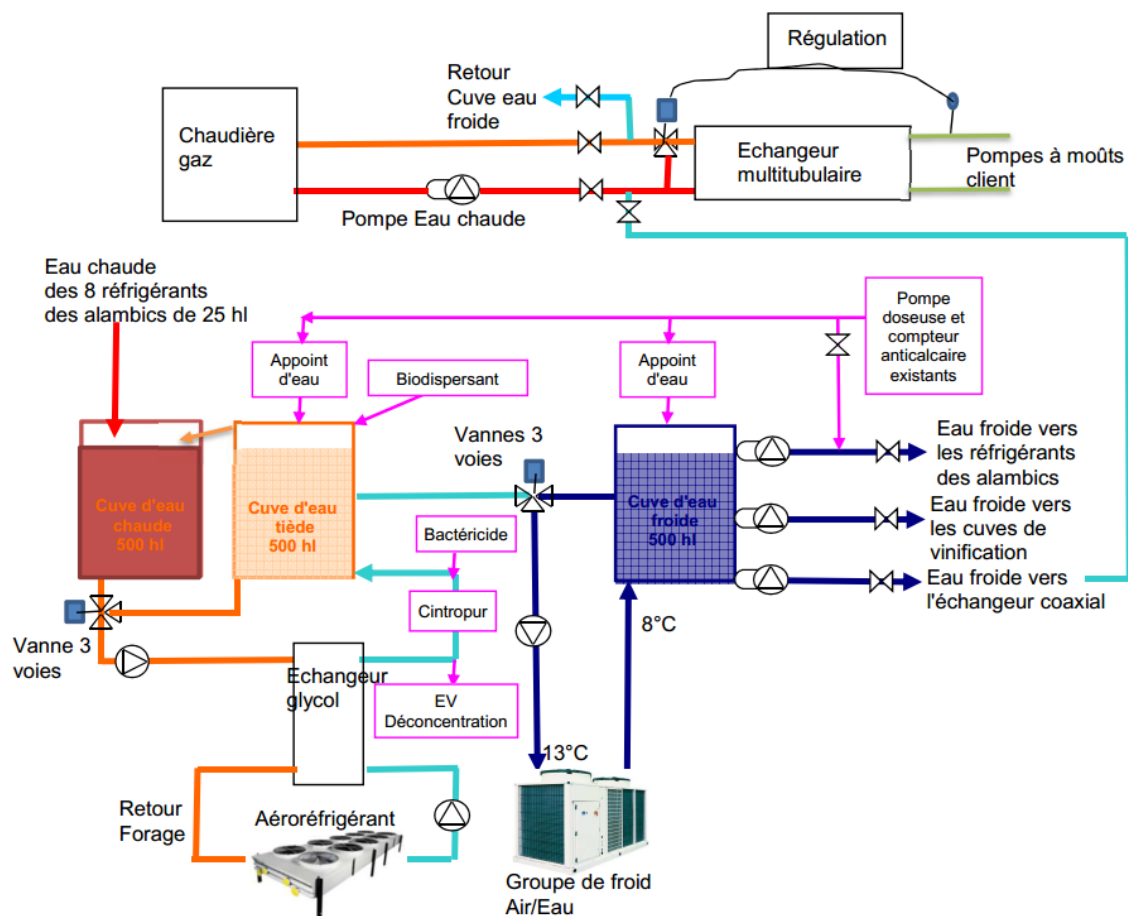 Régulation
Retour
Cuve eau
froide
Chaudière
gaz
Echangeur
multitubulaire
Pompes à moûts
client
Pompe Eau chaude
Eau chaude
des 8 réfrigérants
des alambics de 25 hl
Pompe
doseuse et
compteur
anticalcaire
existants
Appoint
d'eau
Biodispersant
Appoint
d'eau
Vannes 3
voies
Eau froide vers
les réfrigérants
des alambics
Cuve d'eau
chaude
500 hl
Cuve d'eau
tiède
500 hl
Cuve d'eau
froide
500 hl
Eau froide vers
les cuves de
vinification
Bactéricide
Eau froide vers
l'échangeur coaxial
Cintropur
8°C
Vanne 3
voies
Echangeur
glycol
EV
Déconcentration
13°C
Retour
Forage
Aéroréfrigérant
Groupe de froid
Air/Eau